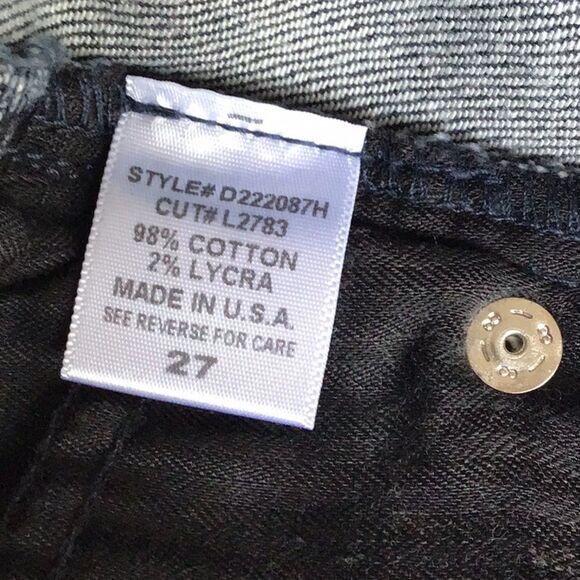 STYLE# D222087H
CUT# L2783
98% COTTON
2% LYCRA
MADE IN U.S.A.
SEE REVERSE FOR CARE
27